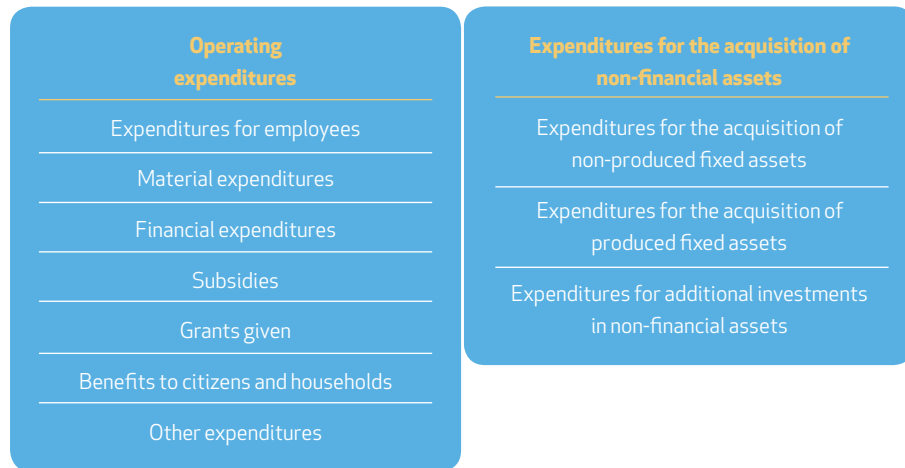 Operating
expenditures
Expenditures for employees
Material expenditures
Financial expenditures
Subsidies
Grants given
Benefits to citizens and households
Other expenditures
Expenditures for the acquisition of
non-financial assets
Expenditures for the acquisition of
non-produced fixed assets
Expenditures for the acquisition of
produced fixed assets
Expenditures for additional investments
in non-financial assets